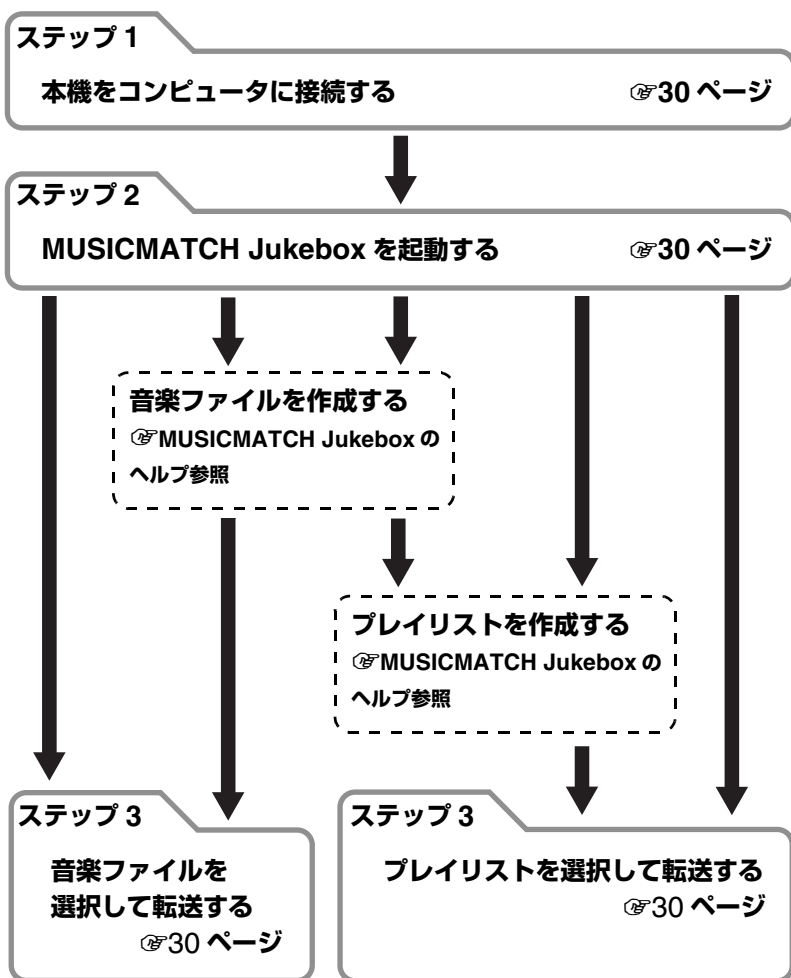 ステップ 1
本機をコンピュータに接続する ☞30 ページ
ステップ 2
MUSICMATCH Jukebox を起動する ☞30 ページ
音楽ファイルを作成する
☞MUSICMATCH Jukebox の
ヘルプ参照
プレイリストを作成する
☞MUSICMATCH Jukebox の
ヘルプ参照
ステップ 3
音楽ファイルを
選択して転送する
☞30 ページ
ステップ 3
プレイリストを選択して転送する
☞30 ページ